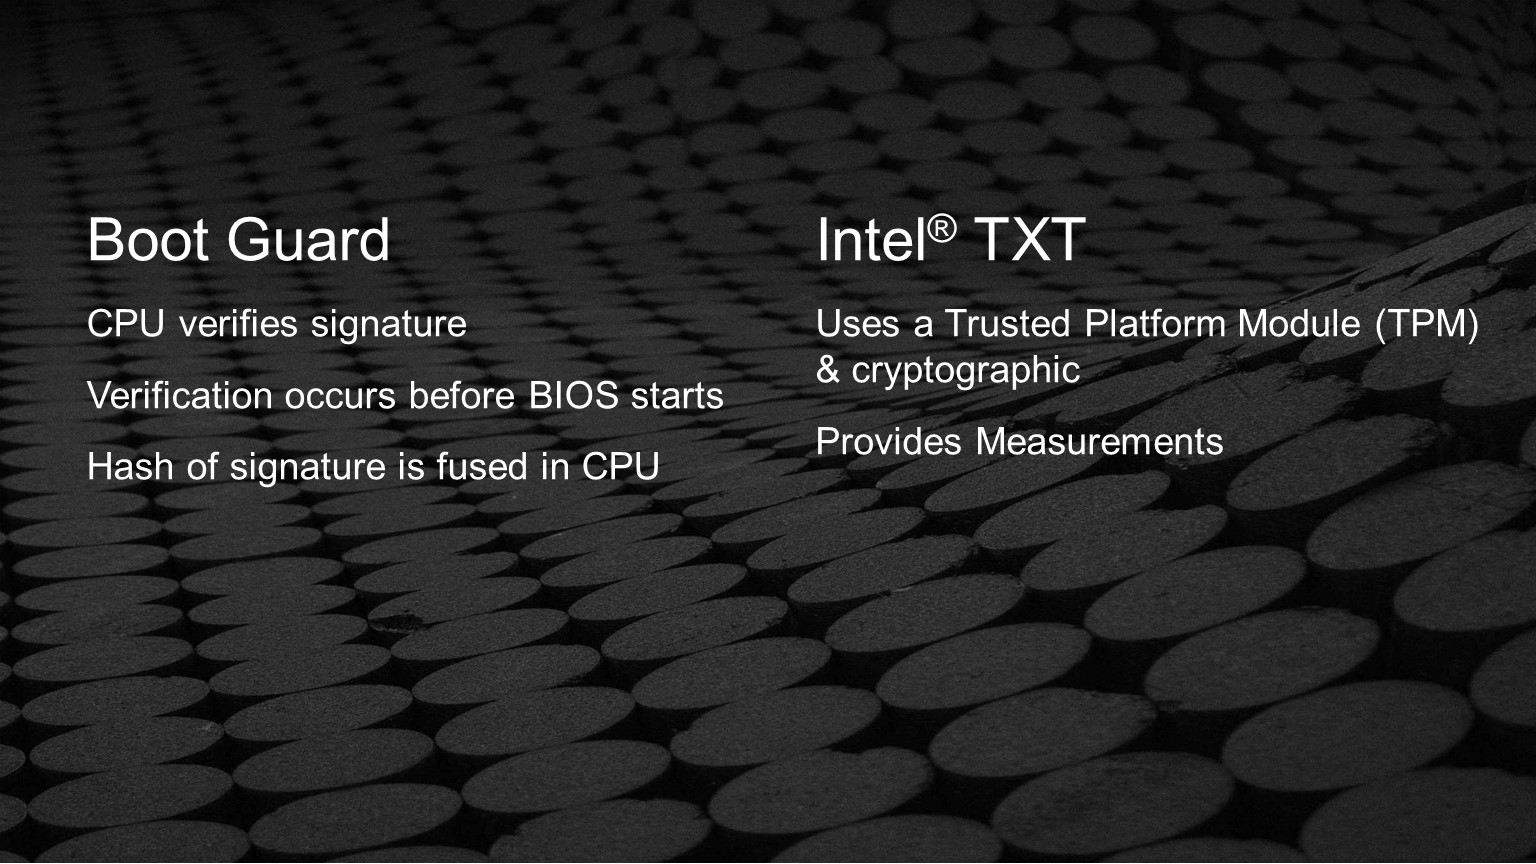 Boot Guard
CPU verifies signature
Verification occurs before BIOS starts
Hash of signature is fused in CPU
Intel® TXT
Uses a Trusted Platform Module (TPM)
& cryptographic
Provides Measurements